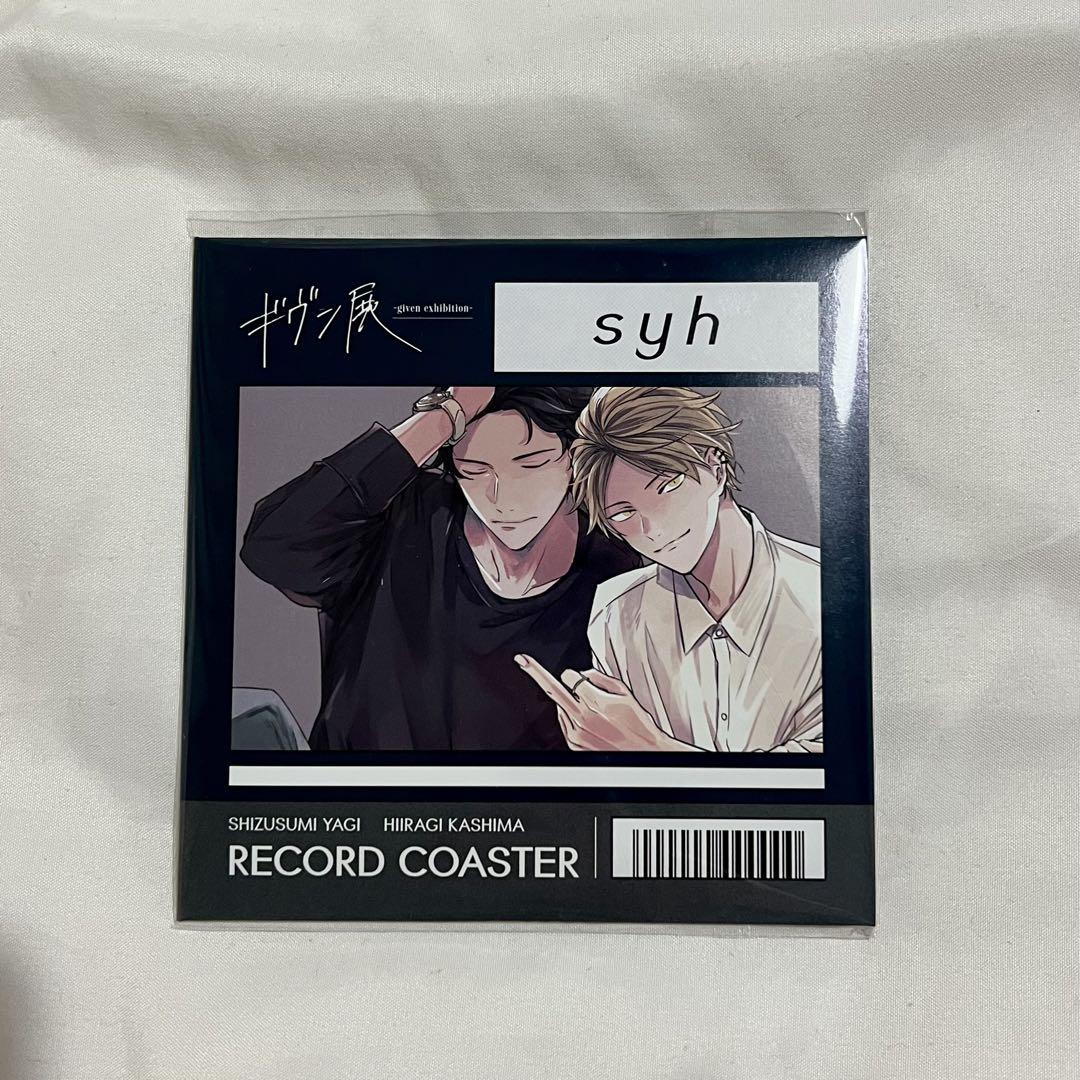 ギヴン展
-given exhibition-
syh
SHIZUSUMI YAGI HIIRAGI KASHIMA
RECORD COASTER